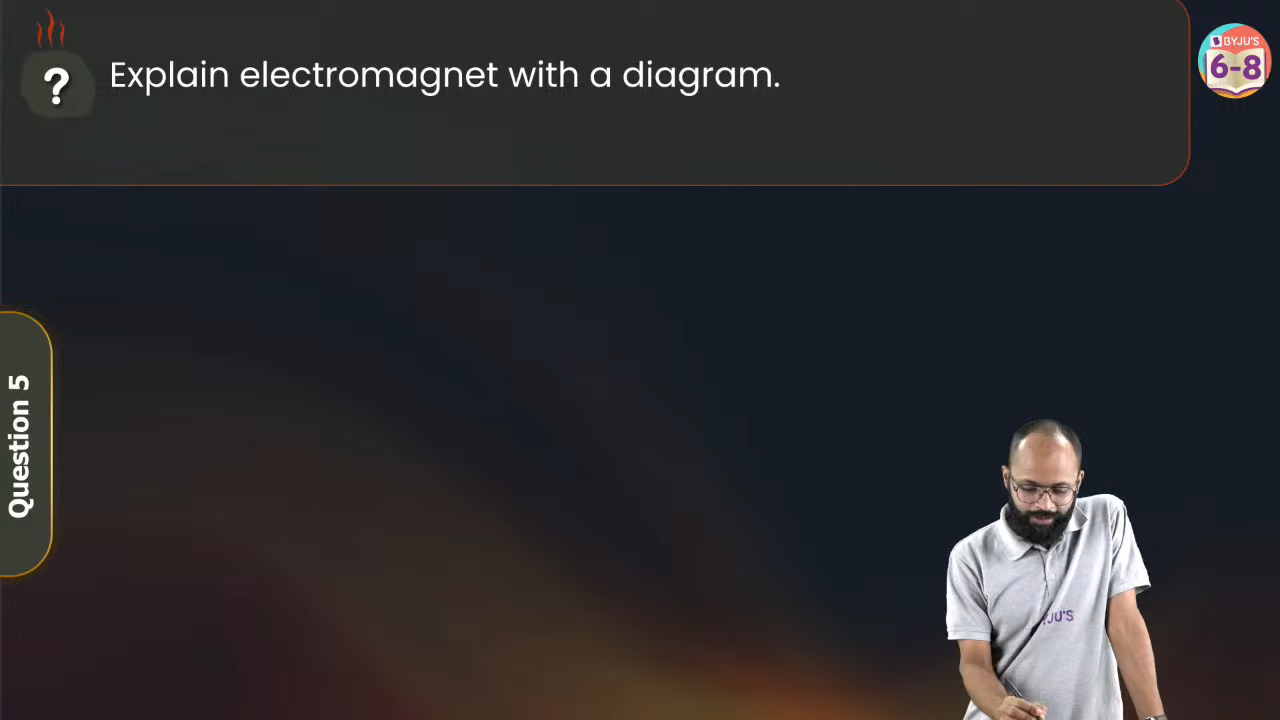 ?
Explain electromagnet with a diagram.
BYJU'S
6-8
Question 5
BYJU'S